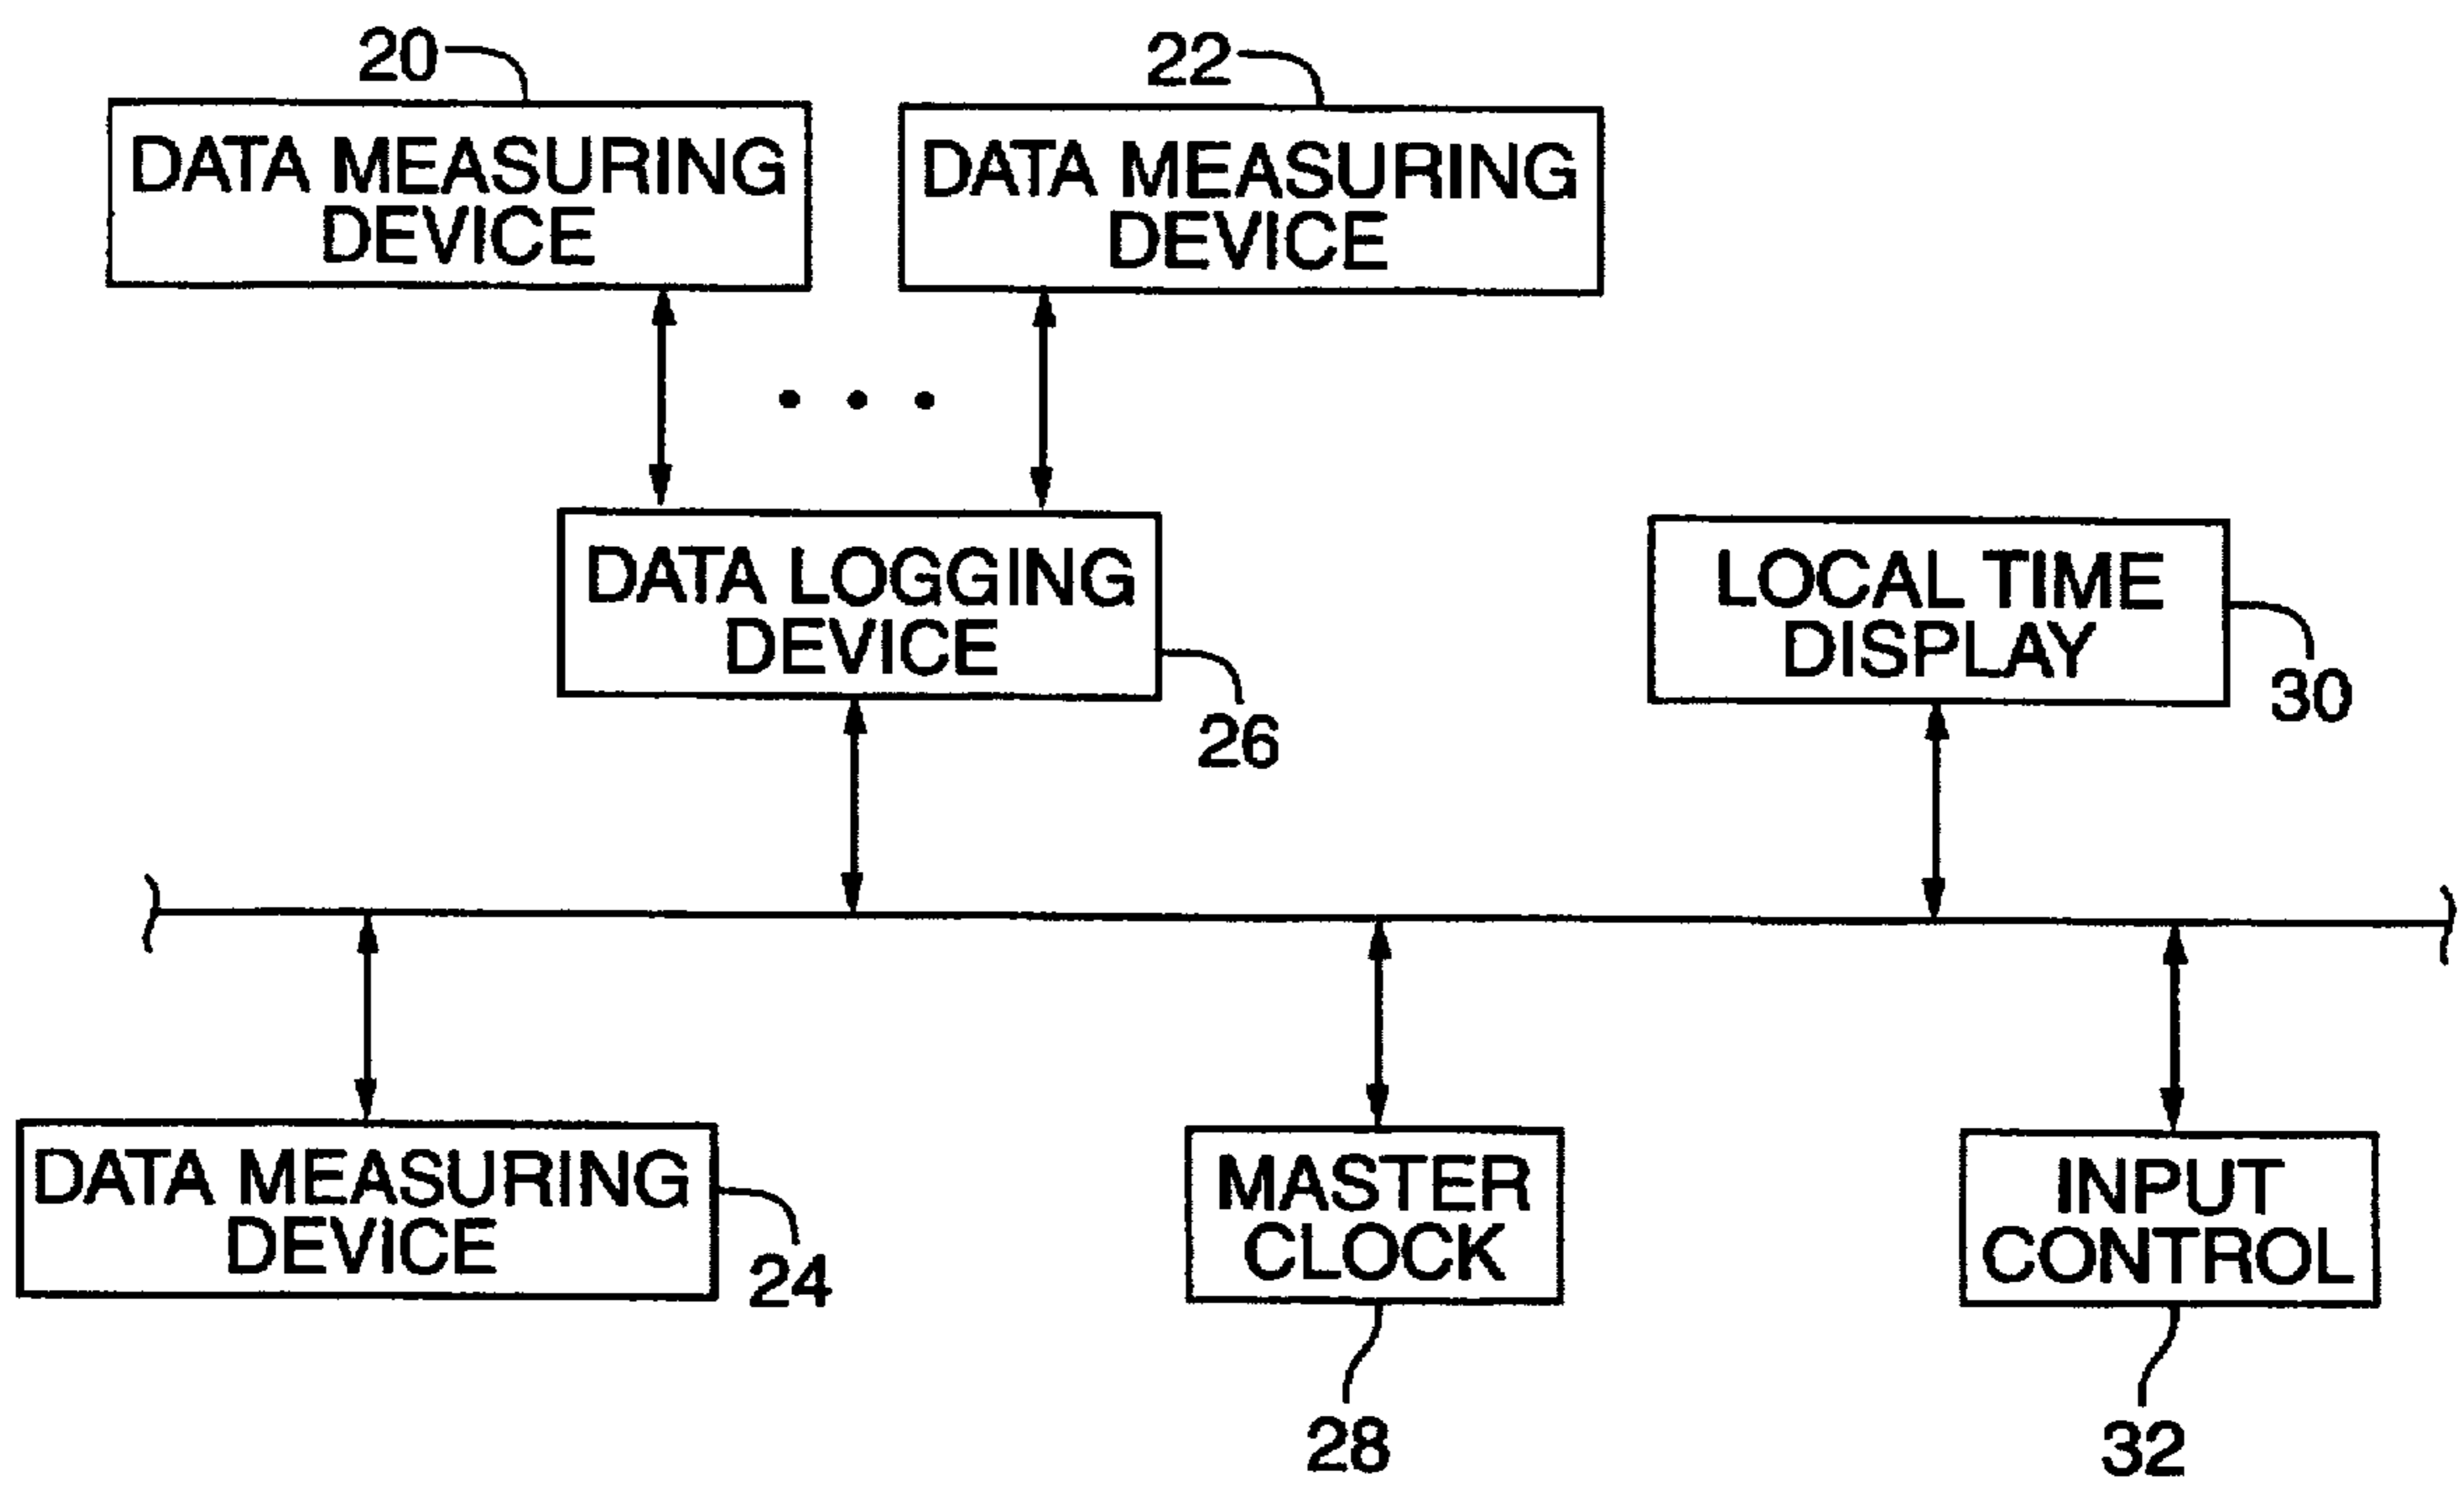 20
22
DATA MEASURING
DEVICE
DATA MEASURING
DEVICE
DATA LOGGING
DEVICE
26
LOCAL TIME
DISPLAY
30
DATA MEASURING
DEVICE
24
MASTER
CLOCK
28
INPUT
CONTROL
32